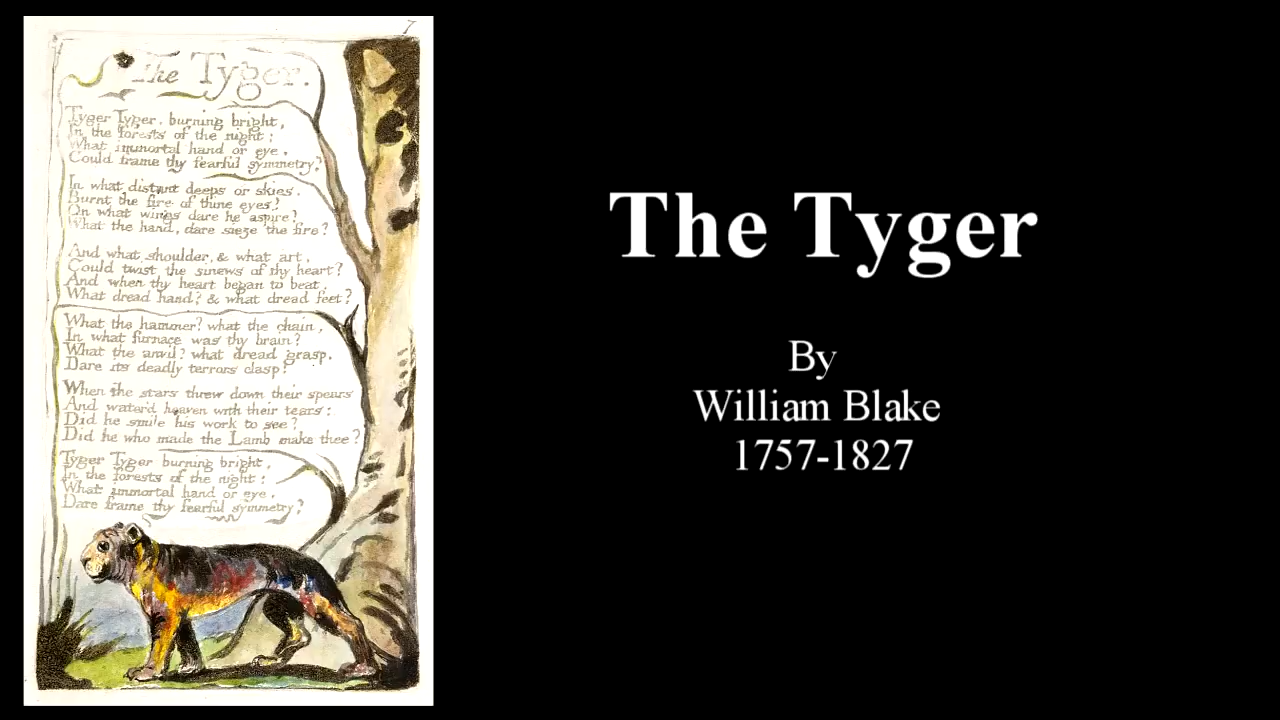 7
The Tyger.
Tyger Tyger, burning bright,
In the forests of the night:
What immortal hand or eye,
Could frame thy fearful symmetry?
In what distant deeps or skies.
Burnt the fire of thine eyes?
On what wings dare he aspire?
What the hand, dare sieze the fire?
And what shoulder, & what art,
Could twist the sinews of thy heart?
And when thy heart began to beat,
What dread hand? & what dread feet?
What the hammer? what the chain,
In what furnace was thy brain?
What the anvil? what dread grasp,
Dare its deadly terrors clasp!
When the stars threw down their spears
And water'd heaven with their tears:
Did he smile his work to see?
Did he who made the Lamb make thee?
Tyger Tyger burning bright,
In the forests of the night:
What immortal hand or eye,
Dare frame thy fearful symmetry?
The Tyger
By
William Blake
1757-1827